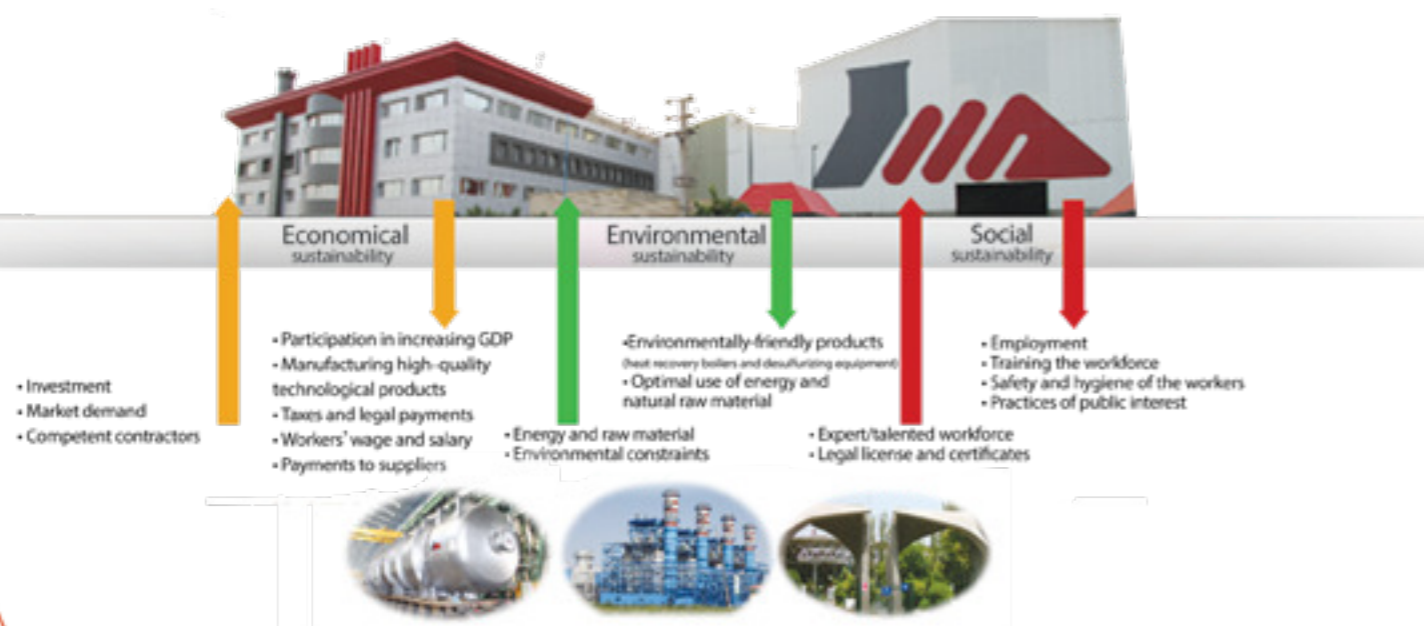 Economical
sustainability
Environmental
sustainability
Social
sustainability
• Investment
• Market demand
• Competent contractors
• Participation in increasing GDP
• Manufacturing high-quality
technological products
• Taxes and legal payments
• Workers' wage and salary
• Payments to suppliers
• Energy and raw material
• Environmental constraints
•Environmentally-friendly products
(heat recovery boilers and desulfurizing equipment)
• Optimal use of energy and
natural raw material
• Expert/talented workforce
• Legal license and certificates
• Employment
• Training the workforce
• Safety and hygiene of the workers
• Practices of public interest